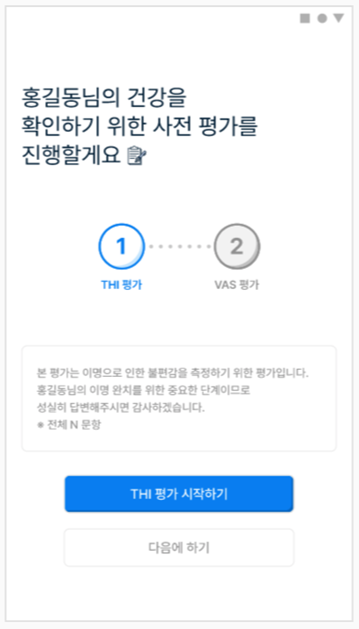 홍길동님의 건강을
확인하기 위한 사전 평가를
진행할게요 📝
1 2
THI 평가 VAS 평가
본 평가는 이명으로 인한 불편감을 측정하기 위한 평가입니다.
홍길동님의 이명 완치를 위한 중요한 단계이므로
성실히 답변해주시면 감사하겠습니다.
※ 전체 N 문항
THI 평가 시작하기
다음에 하기